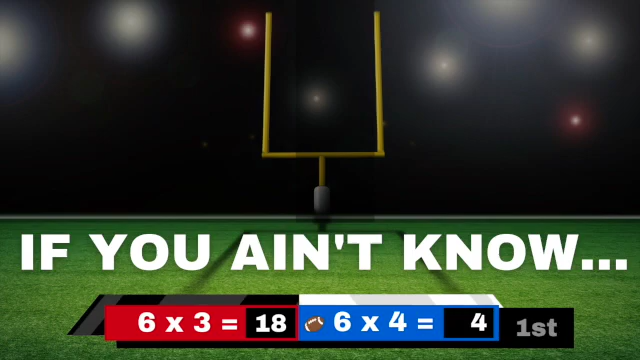 IF YOU AIN'T KNOW...
6 x 3 = 18 🏈 6 x 4 = 4 1st